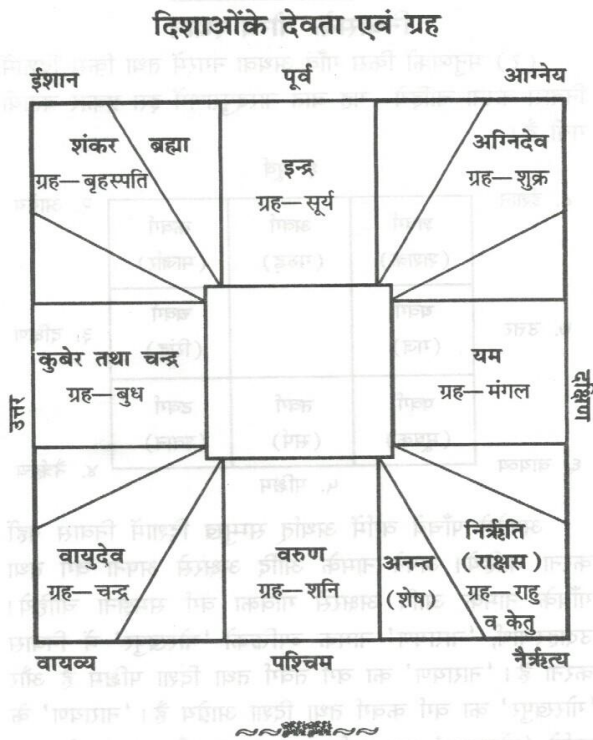 दिशाओंके देवता एवं ग्रह
ईशान
पूर्व
आग्नेय
शंकर
ब्रह्मा
ग्रह—बृहस्पति
इन्द्र
ग्रह—सूर्य
अग्निदेव
ग्रह—शुक्र
उत्तर
कुबेर तथा चन्द्र
ग्रह—बुध
यम
ग्रह—मंगल
दक्षिण
वायुदेव
ग्रह—चन्द्र
वरुण
ग्रह—शनि
अनन्त
(शेष)
निर्ऋति
(राक्षस)
ग्रह—राहु
व केतु
वायव्य
पश्चिम
नैर्ऋत्य